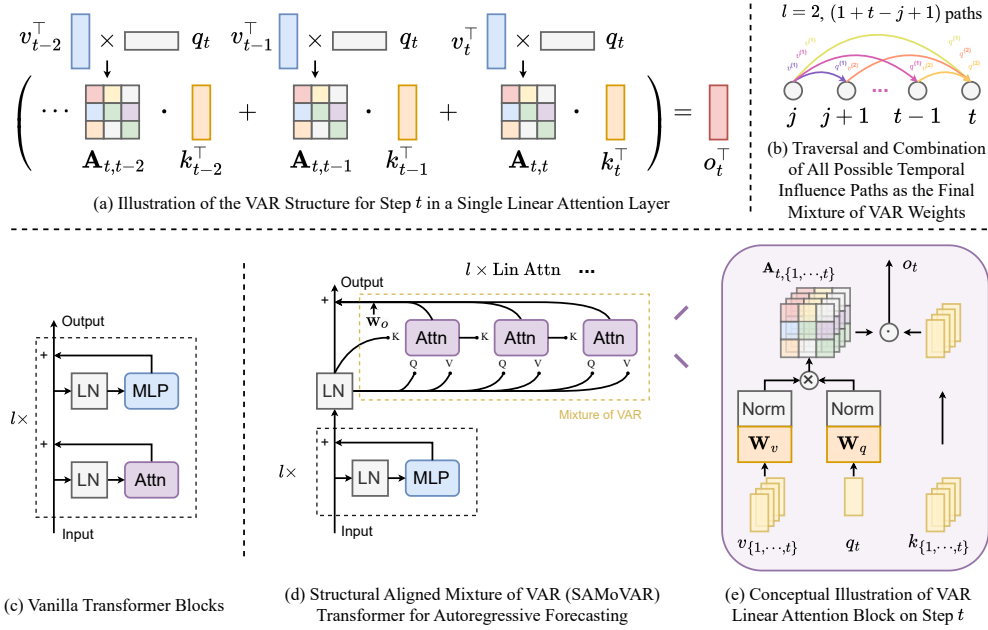 v⊤t−2 × qt
v⊤t−1 × qt
v⊤t × qt
( ··· · + · + · ) =
At,t−2 k⊤t−2 At,t−1 k⊤t−1 At,t k⊤t o⊤t
(a) Illustration of the VAR Structure for Step t in a Single Linear Attention Layer
l = 2, (1 + t − j + 1) paths
j j + 1 ··· t − 1 t
(b) Traversal and Combination
of All Possible Temporal
Influence Paths as the Final
Mixture of VAR Weights
Output
+
LN
MLP
l×
+
LN
Attn
Input
(c) Vanilla Transformer Blocks
Output
l × Lin Attn ···
+
Wo
K Attn K Attn K Attn
Q V Q V Q V
LN
Mixture of VAR
+
l×
LN
MLP
Input
(d) Structural Aligned Mixture of VAR (SAMoVAR)
Transformer for Autoregressive Forecasting
At,{1,···,t}
ot
Norm Norm
Wv Wq
v{1,···,t} qt k{1,···,t}
(e) Conceptual Illustration of VAR
Linear Attention Block on Step t